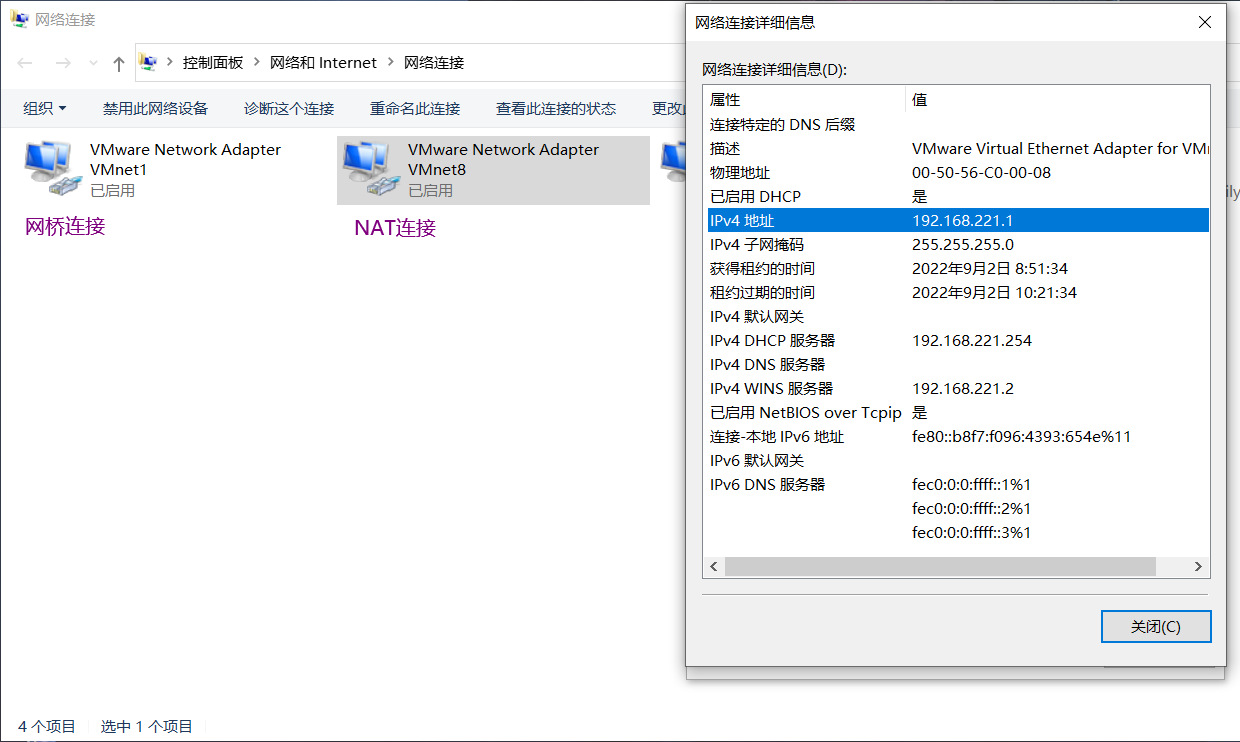 网络连接
控制面板 网络和 Internet 网络连接
组织 禁用此网络设备 诊断这个连接 重命名此连接 查看此连接的状态 更改
VMware Network Adapter
VMnet1
已启用
网桥连接
VMware Network Adapter
VMnet8
已启用
NAT连接
网络连接详细信息
网络连接详细信息(D):
属性 值
连接特定的 DNS 后缀
描述 VMware Virtual Ethernet Adapter for VMn
物理地址 00-50-56-C0-00-08
已启用 DHCP 是
IPv4 地址 192.168.221.1
IPv4 子网掩码 255.255.255.0
获得租约的时间 2022年9月2日 8:51:34
租约过期的时间 2022年9月2日 10:21:34
IPv4 默认网关
IPv4 DHCP 服务器 192.168.221.254
IPv4 DNS 服务器
IPv4 WINS 服务器 192.168.221.2
已启用 NetBIOS over Tcpip 是
连接-本地 IPv6 地址 fe80::b8f7:f096:4393:654e%11
IPv6 默认网关
IPv6 DNS 服务器 fec0:0:0:ffff::1%1
fec0:0:0:ffff::2%1
fec0:0:0:ffff::3%1
关闭(C)
ily
4 个项目 选中 1 个项目